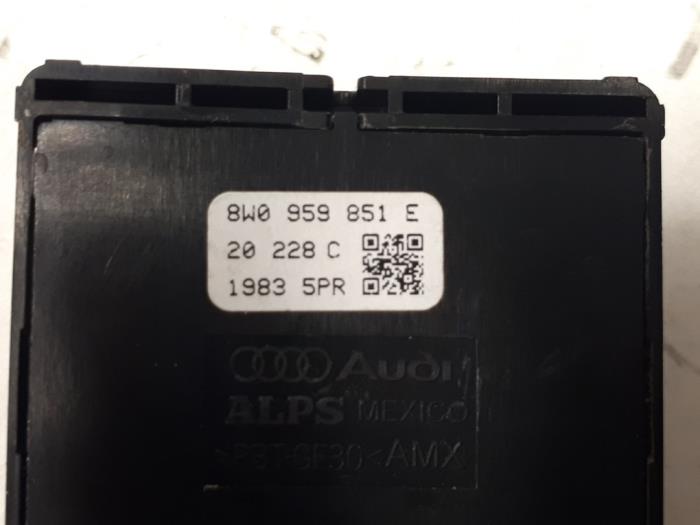 8W0 959 851 E
20 228 C
1983 5PR
Audi
ALPS MEXICO
>PBT-GF30< AMX